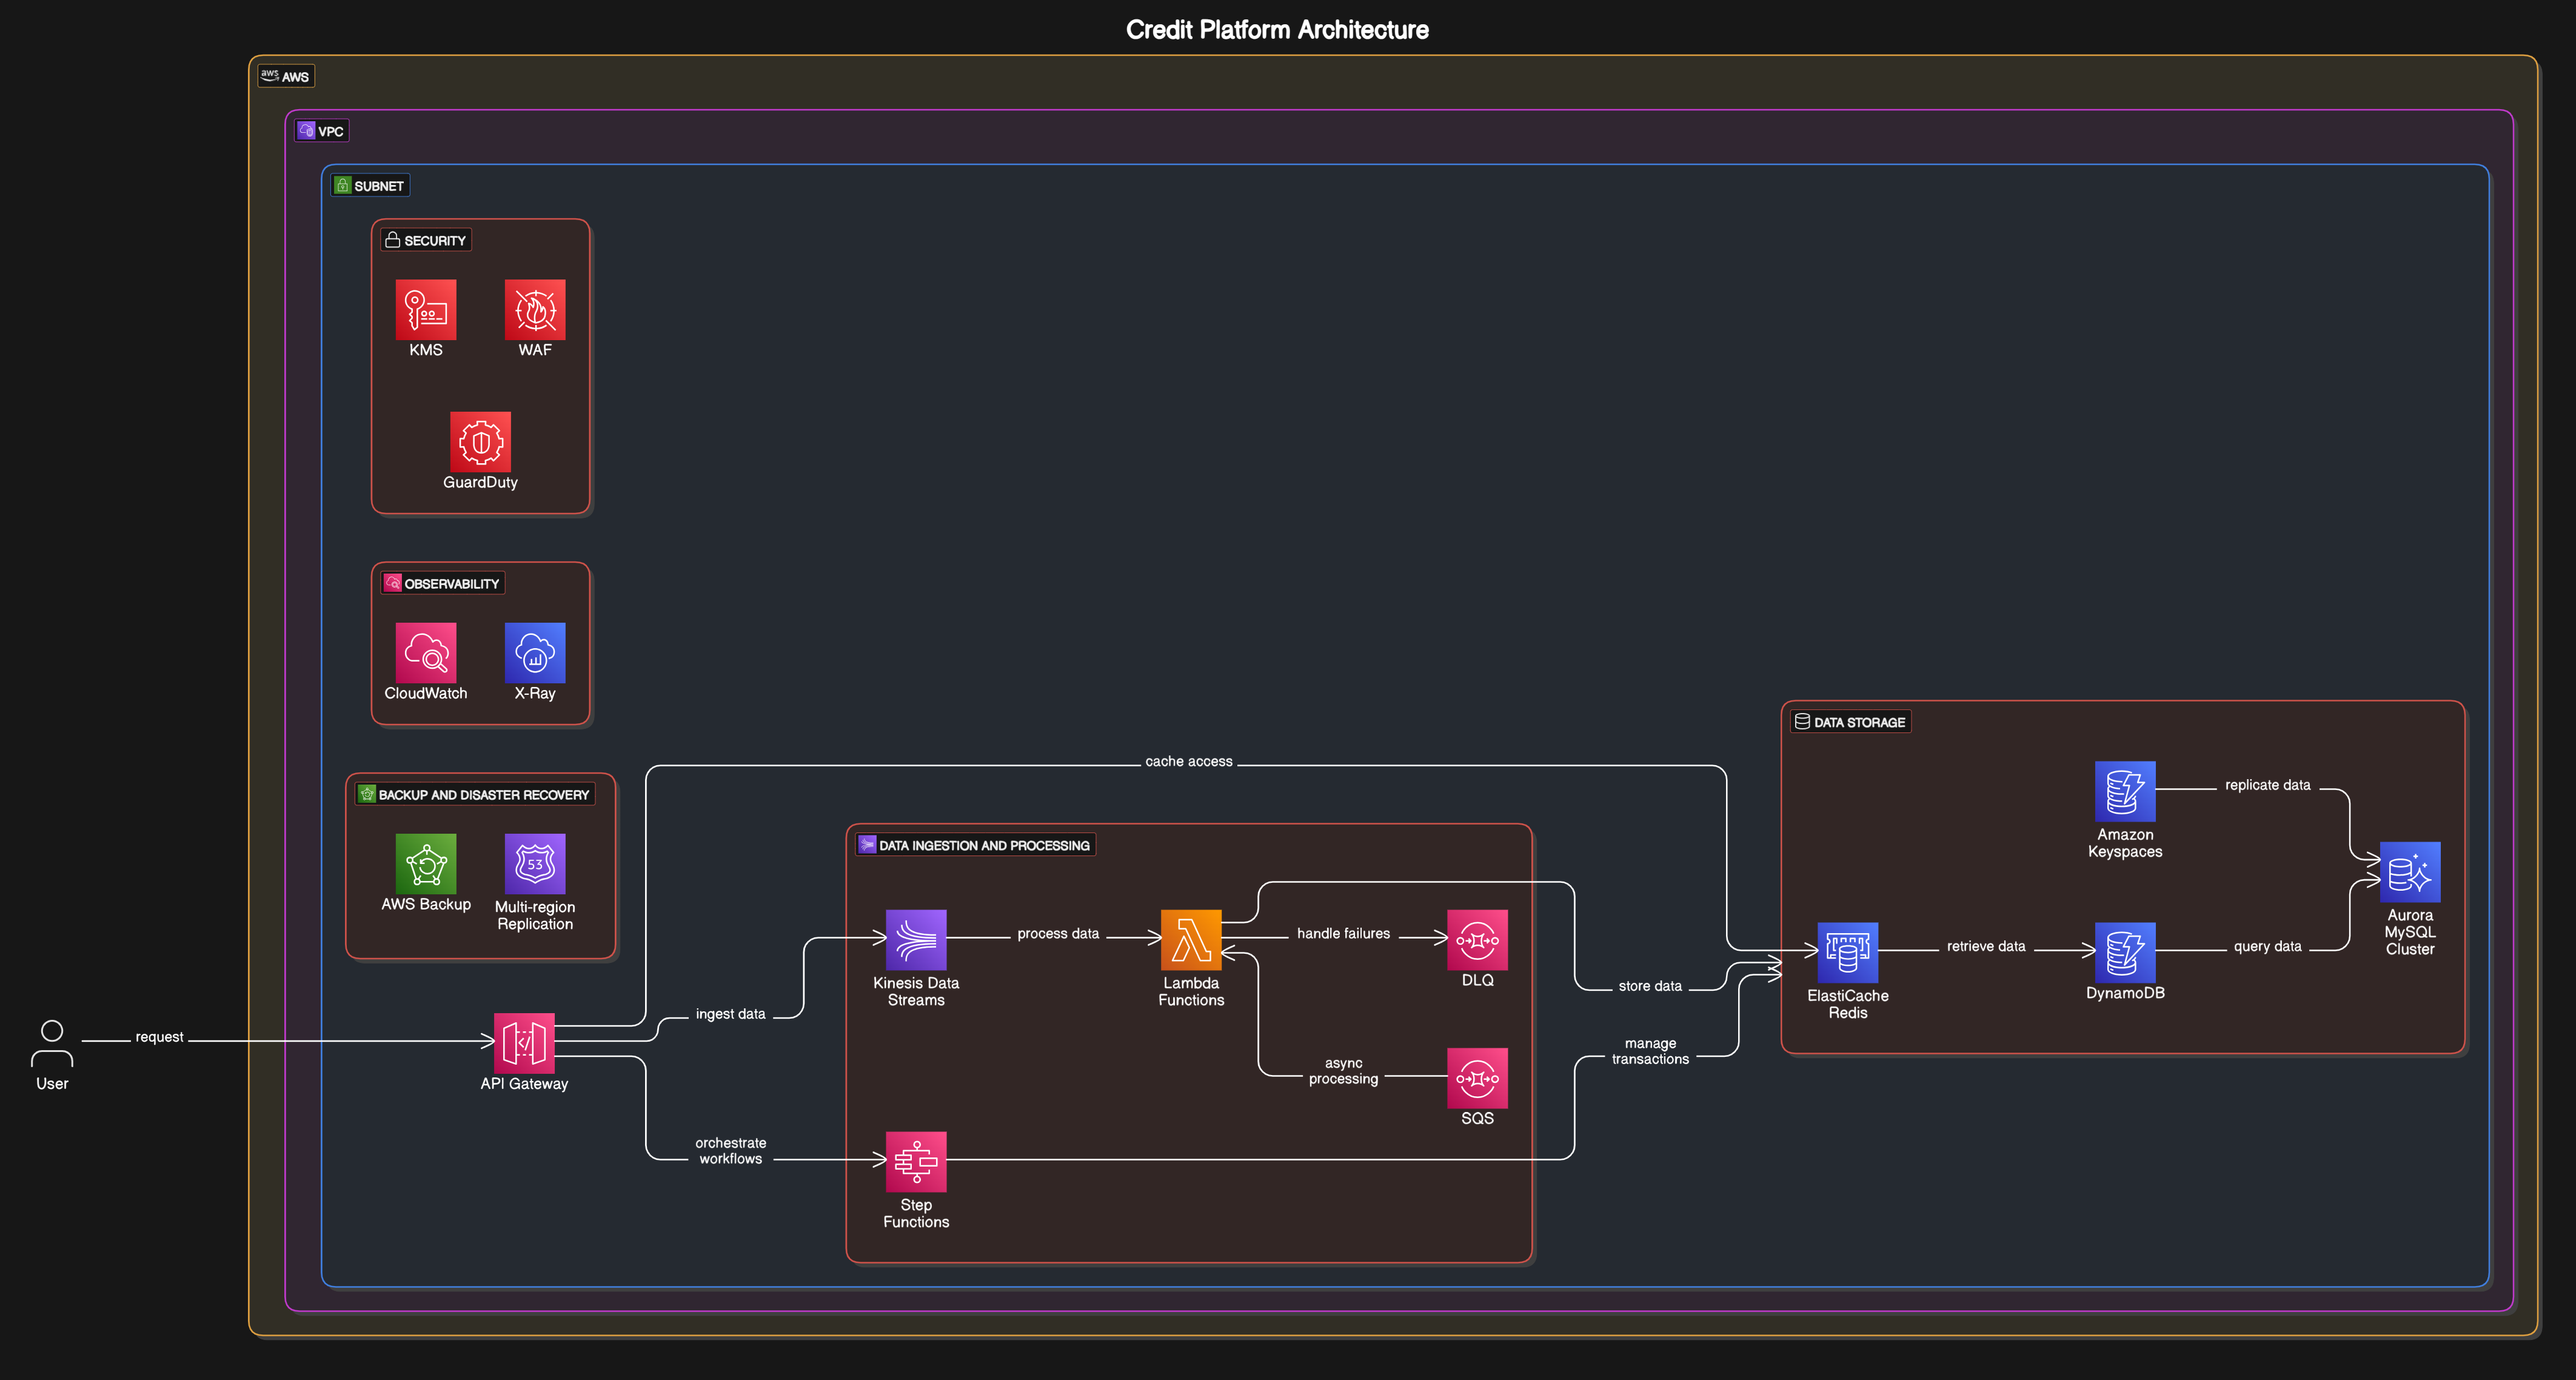 Credit Platform Architecture
aws AWS
VPC
SUBNET
SECURITY
KMS
WAF
GuardDuty
OBSERVABILITY
CloudWatch
X-Ray
BACKUP AND DISASTER RECOVERY
AWS Backup
53
Multi-region
Replication
User
request
API Gateway
cache access
ingest data
orchestrate
workflows
DATA INGESTION AND PROCESSING
Kinesis Data
Streams
process data
Lambda
Functions
handle failures
DLQ
async
processing
SQS
Step
Functions
store data
manage
transactions
DATA STORAGE
Amazon
Keyspaces
replicate data
ElastiCache
Redis
retrieve data
DynamoDB
query data
Aurora
MySQL
Cluster